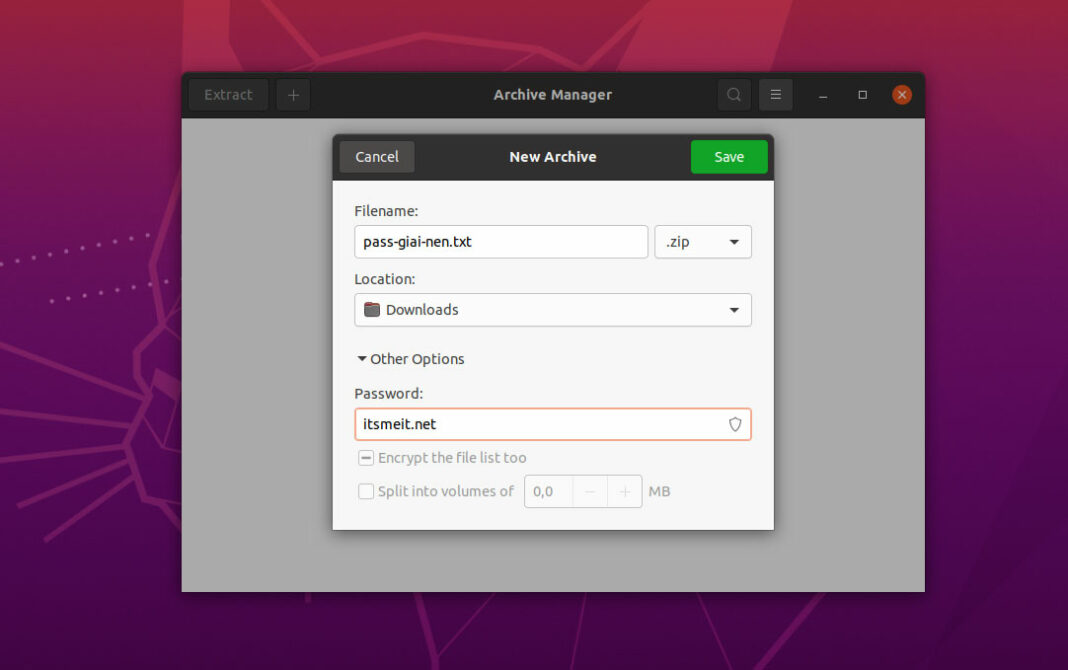 Extract + Archive Manager
Cancel New Archive Save
Filename:
pass-giai-nen.txt .zip
Location:
Downloads
Other Options
Password:
itsmeit.net
Encrypt the file list too
Split into volumes of 0,0 − + MB